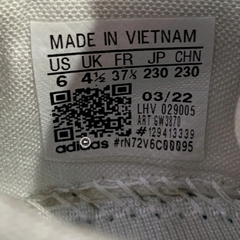 MADE IN VIETNAM
US UK FR JP CHN
6 4½ 37⅓ 230 230
03/22
LHV 029005
ART GW3870
#129413339
adidas #rN72V6C00095